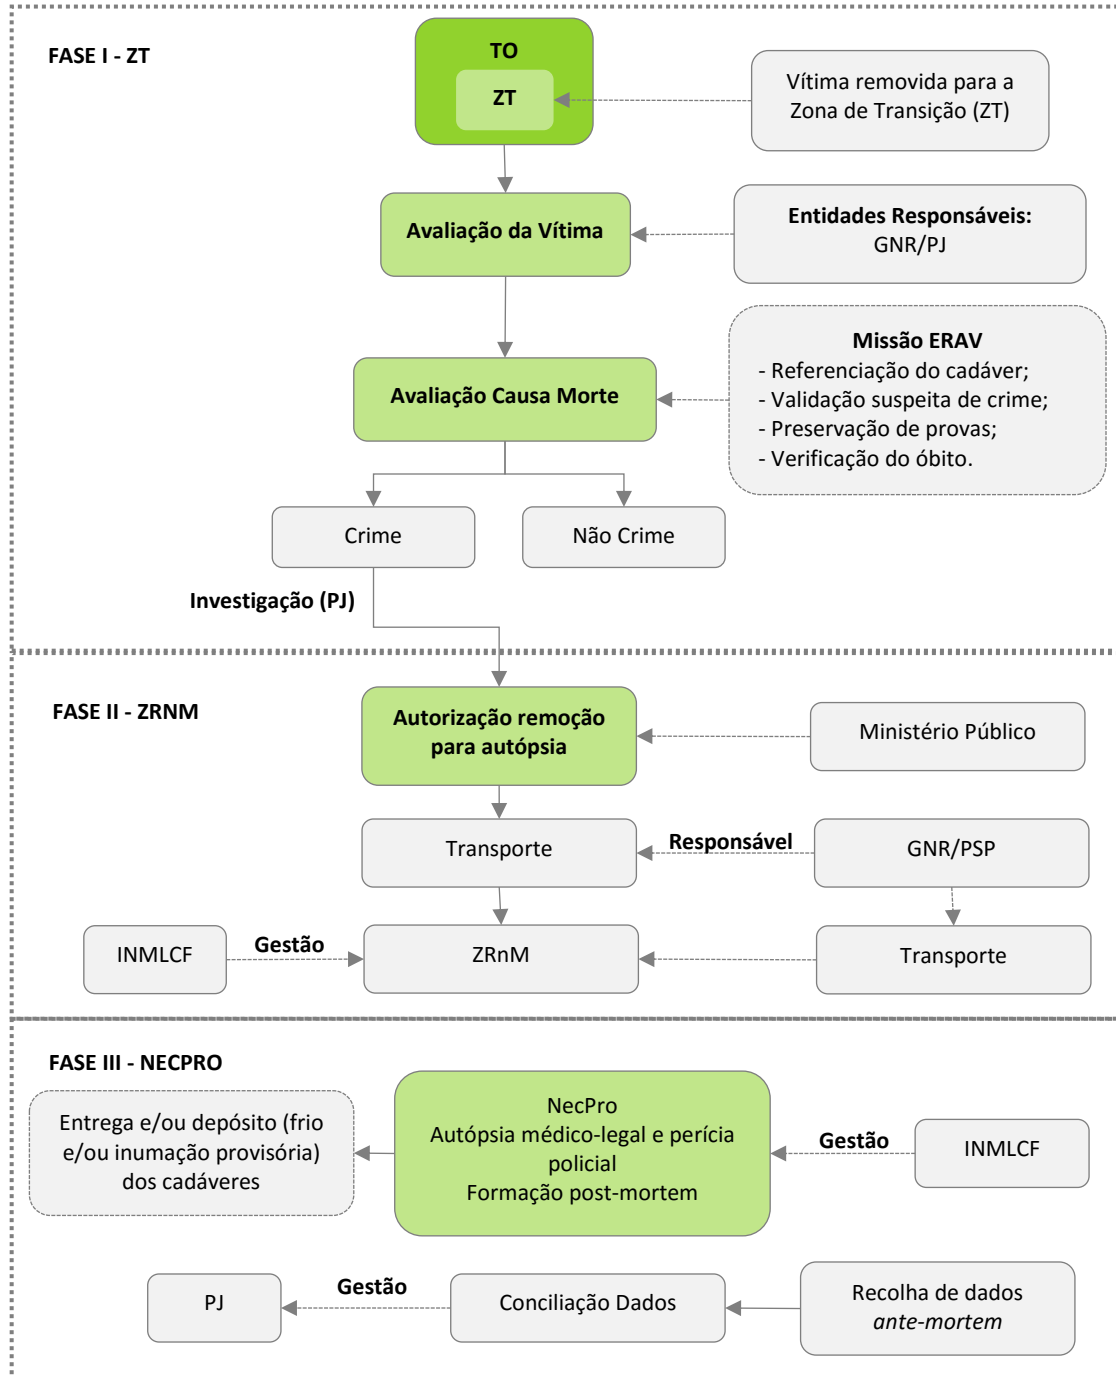 FASE I - ZT
TO
ZT
Vítima removida para a
Zona de Transição (ZT)
Avaliação da Vítima
Entidades Responsáveis:
GNR/PJ
Avaliação Causa Morte
Missão ERAV
- Referenciação do cadáver;
- Validação suspeita de crime;
- Preservação de provas;
- Verificação do óbito.
Crime
Não Crime
Investigação (PJ)
FASE II - ZRNM
Autorização remoção
para autópsia
Ministério Público
Transporte
Responsável
GNR/PSP
INMLCF
Gestão
ZRnM
Transporte
FASE III - NECPRO
Entrega e/ou depósito (frio
e/ou inumação provisória)
dos cadáveres
NecPro
Autópsia médico-legal e perícia
policial
Formação post-mortem
Gestão
INMLCF
PJ
Gestão
Conciliação Dados
Recolha de dados
ante-mortem